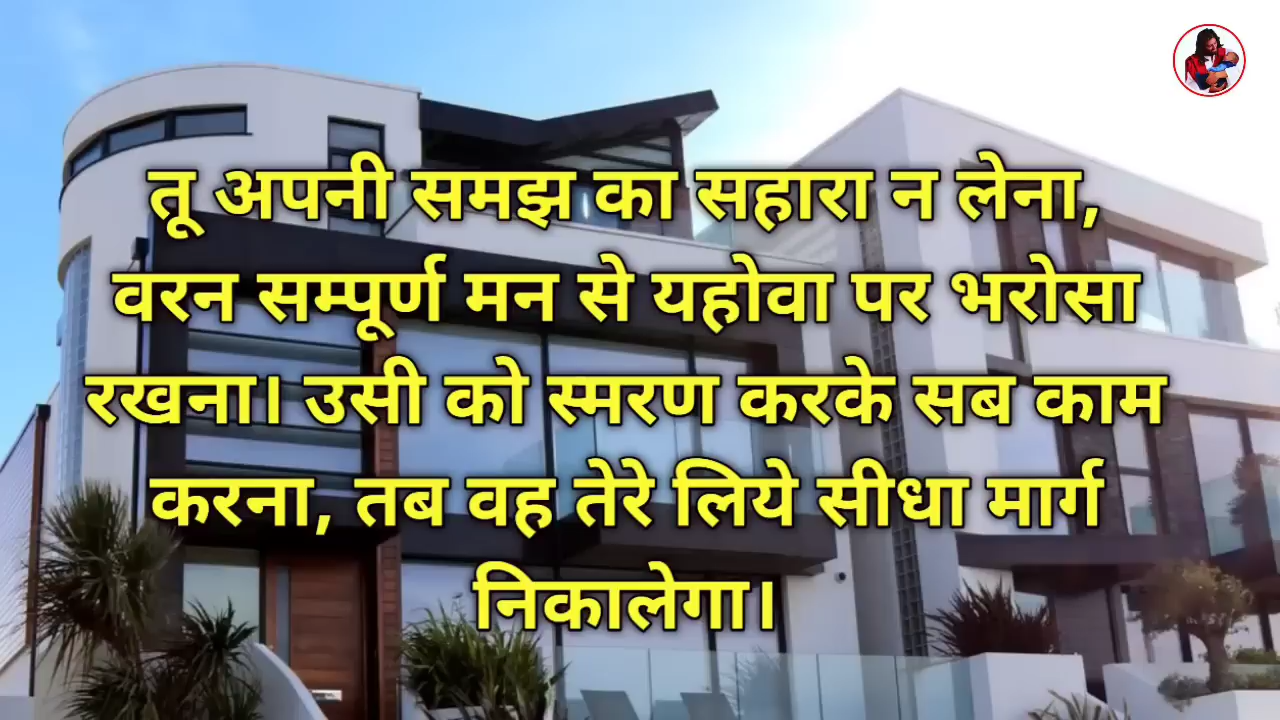 तू अपनी समझ का सहारा न लेना,
वरन सम्पूर्ण मन से यहोवा पर भरोसा
रखना। उसी को स्मरण करके सब काम
करना, तब वह तेरे लिये सीधा मार्ग
निकालेगा।